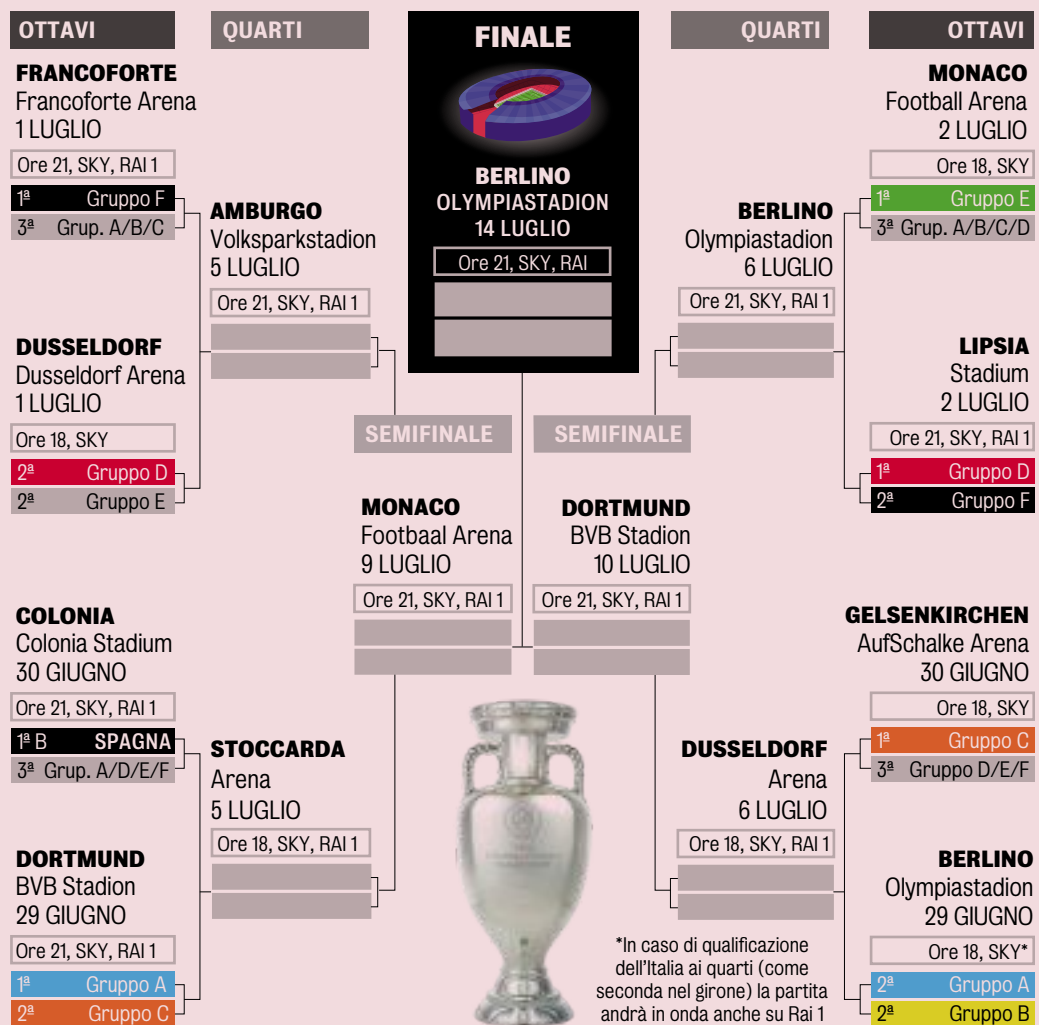 OTTAVI
FRANCOFORTE
Francoforte Arena
1 LUGLIO
Ore 21, SKY, RAI 1
1ª Gruppo F
3ª Grup. A/B/C
DUSSELDORF
Dusseldorf Arena
1 LUGLIO
Ore 18, SKY
2ª Gruppo D
2ª Gruppo E
COLONIA
Colonia Stadium
30 GIUGNO
Ore 21, SKY, RAI 1
1ª B SPAGNA
3ª Grup. A/D/E/F
DORTMUND
BVB Stadion
29 GIUGNO
Ore 21, SKY, RAI 1
1ª Gruppo A
2ª Gruppo C
QUARTI
AMBURGO
Volksparkstadion
5 LUGLIO
Ore 21, SKY, RAI 1
STOCCARDA
Arena
5 LUGLIO
Ore 18, SKY, RAI 1
SEMIFINALE
MONACO
Footbaal Arena
9 LUGLIO
Ore 21, SKY, RAI 1
FINALE
BERLINO
OLYMPIASTADION
14 LUGLIO
Ore 21, SKY, RAI
SEMIFINALE
DORTMUND
BVB Stadion
10 LUGLIO
Ore 21, SKY, RAI 1
QUARTI
BERLINO
Olympiastadion
6 LUGLIO
Ore 21, SKY, RAI 1
DUSSELDORF
Arena
6 LUGLIO
Ore 18, SKY, RAI 1
*In caso di qualificazione
dell'Italia ai quarti (come
seconda nel girone) la partita
andrà in onda anche su Rai 1
OTTAVI
MONACO
Football Arena
2 LUGLIO
Ore 18, SKY
1ª Gruppo E
3ª Grup. A/B/C/D
LIPSIA
Stadium
2 LUGLIO
Ore 21, SKY, RAI 1
1ª Gruppo D
2ª Gruppo F
GELSENKIRCHEN
AufSchalke Arena
30 GIUGNO
Ore 18, SKY
1ª Gruppo C
3ª Gruppo D/E/F
BERLINO
Olympiastadion
29 GIUGNO
Ore 18, SKY*
2ª Gruppo A
2ª Gruppo B